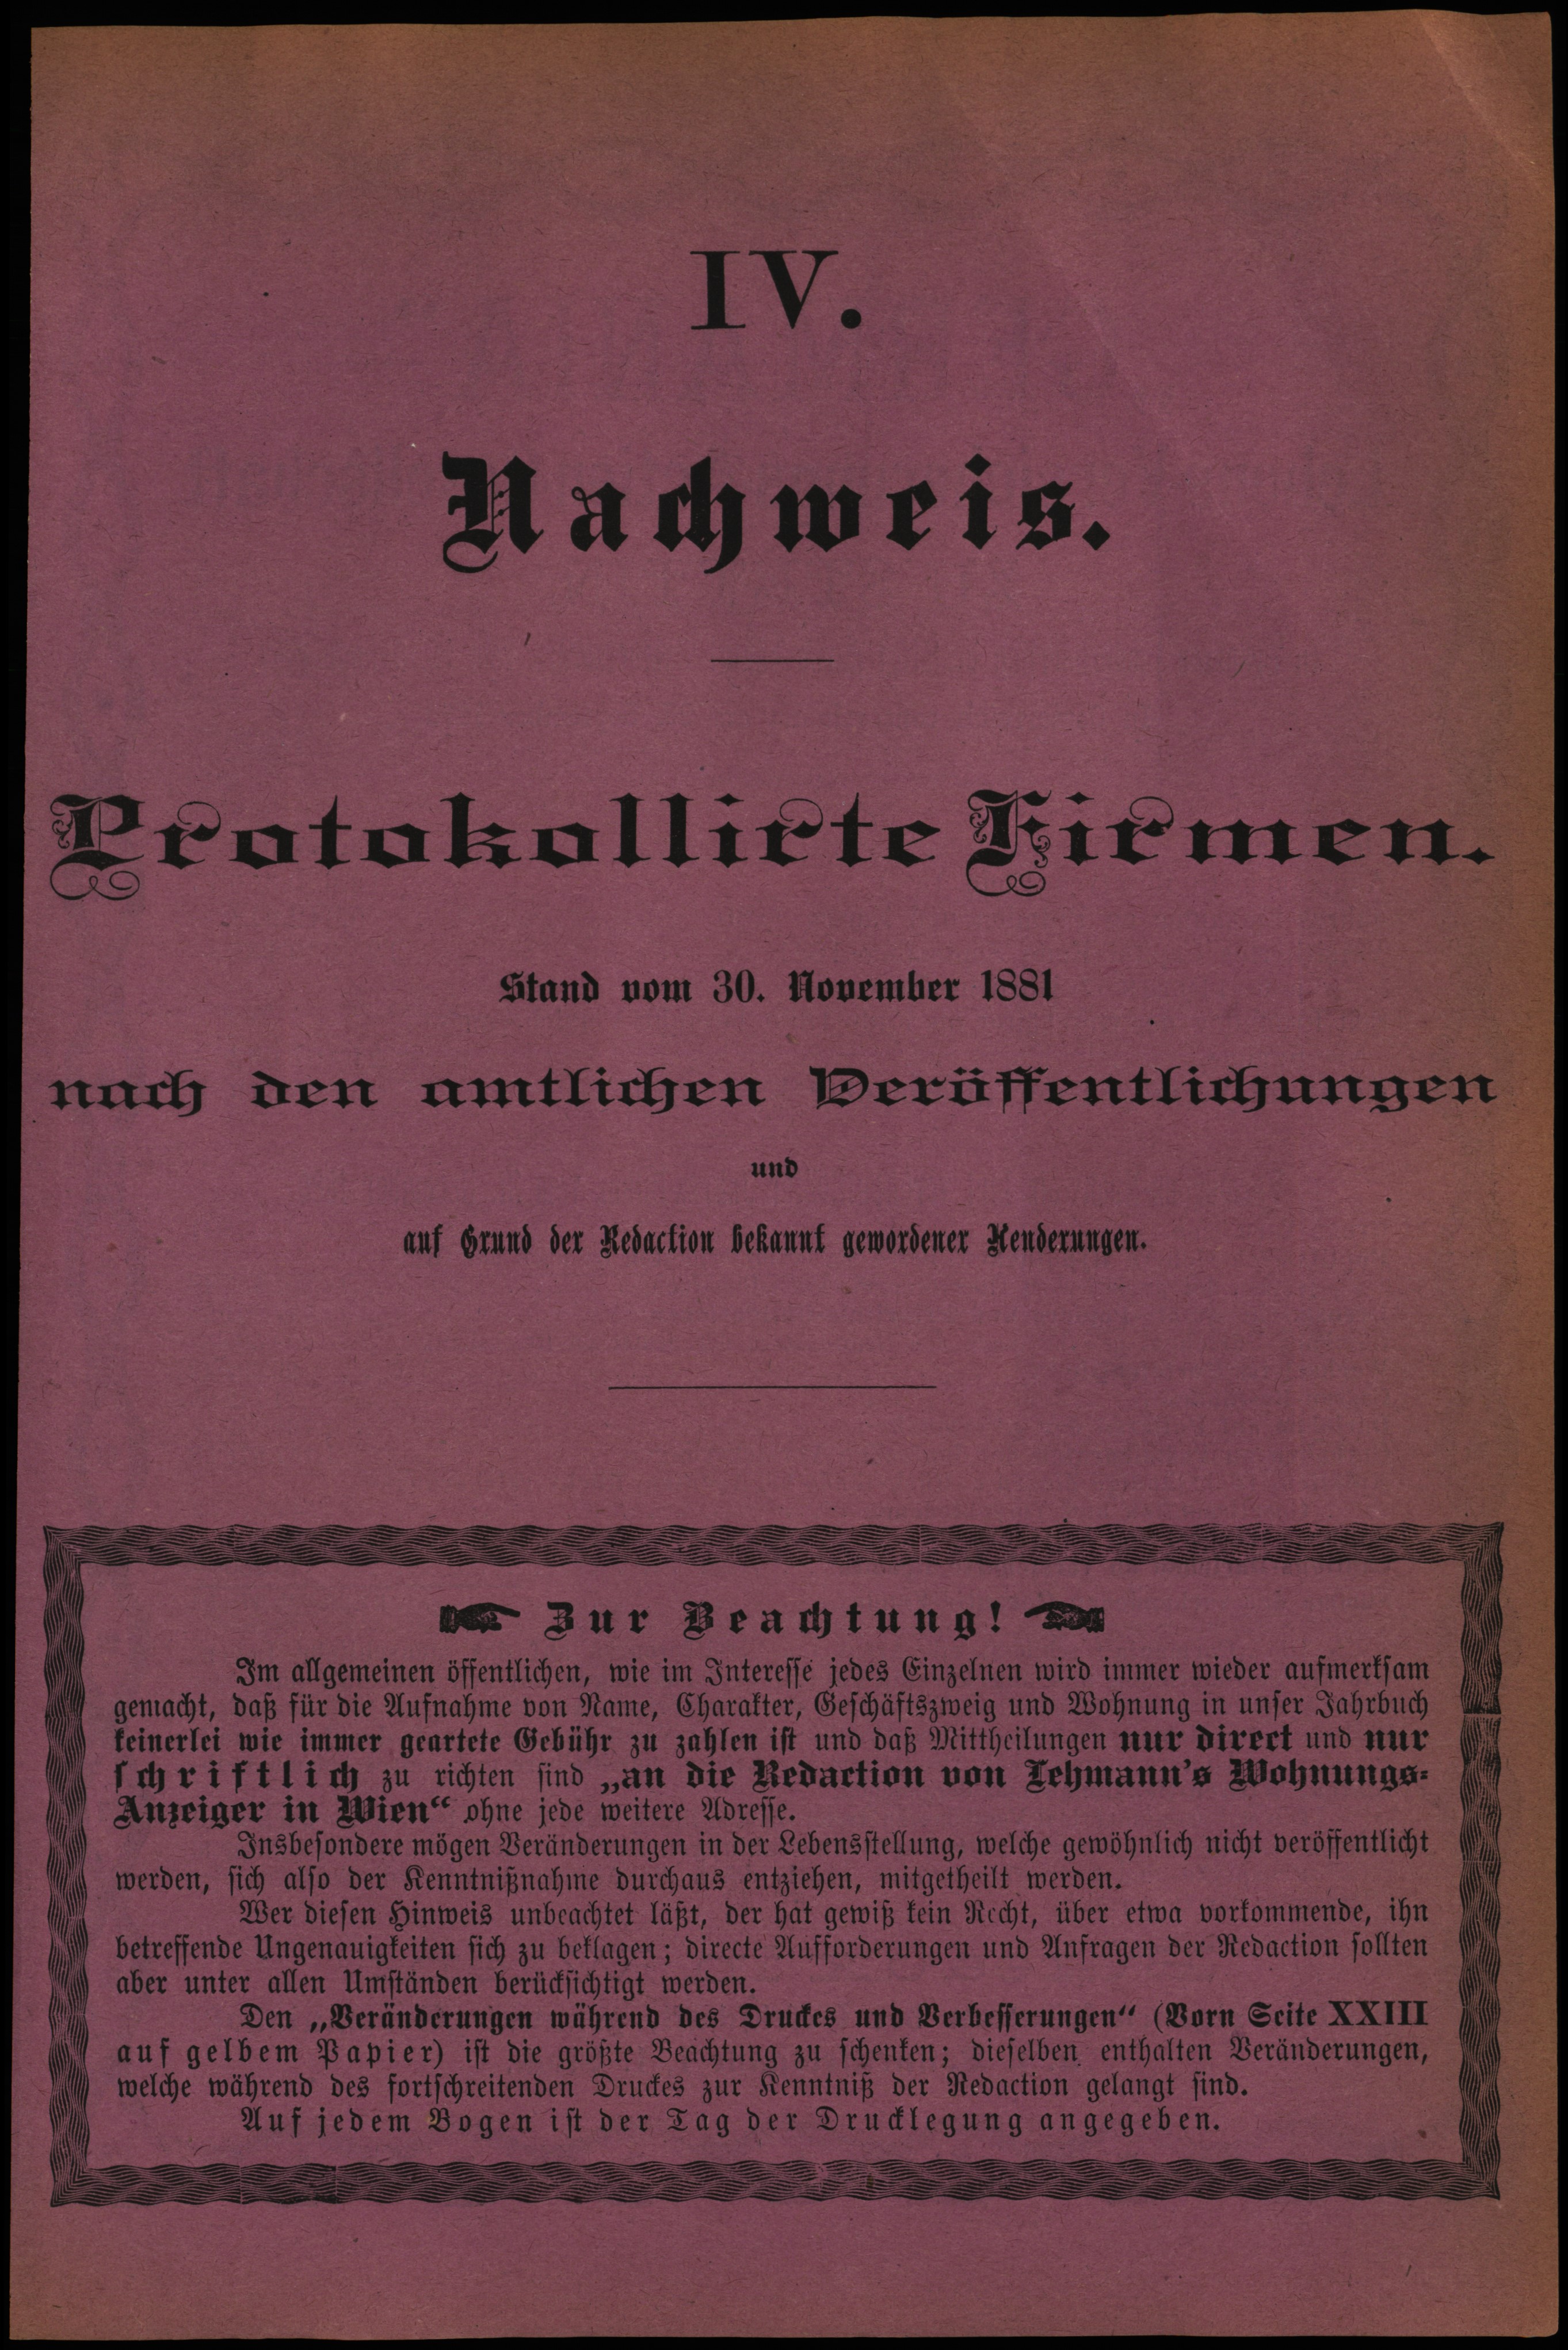 IV.
Nachweis.
Protokollirte Firmen.
Stand vom 30. November 1881
nach den amtlichen Veröffentlichungen
und
auf Grund der Redaction bekannt gewordener Aenderungen.
Zur Beachtung!
Im allgemeinen öffentlichen, wie im Interesse jedes Einzelnen wird immer wieder aufmerksam
gemacht, daß für die Aufnahme von Name, Charakter, Geschäftszweig und Wohnung in unser Jahrbuch
keinerlei wie immer geartete Gebühr zu zahlen ist und daß Mittheilungen nur direct und nur
schriftlich zu richten sind „an die Redaction von Lehmann's Wohnungs-
Anzeiger in Wien“ ohne jede weitere Adresse.
Insbesondere mögen Veränderungen in der Lebensstellung, welche gewöhnlich nicht veröffentlicht
werden, sich also der Kenntnißnahme durchaus entziehen, mitgetheilt werden.
Wer diesen Hinweis unbeachtet läßt, der hat gewiß kein Recht, über etwa vorkommende, ihn
betreffende Ungenauigkeiten sich zu beklagen; directe Aufforderungen und Anfragen der Redaction sollten
aber unter allen Umständen berücksichtigt werden.
Den „Veränderungen während des Druckes und Verbesserungen“ (Vorn Seite XXIII
auf gelbem Papier) ist die größte Beachtung zu schenken; dieselben enthalten Veränderungen,
welche während des fortschreitenden Druckes zur Kenntniß der Redaction gelangt sind.
Auf jedem Bogen ist der Tag der Drucklegung angegeben.